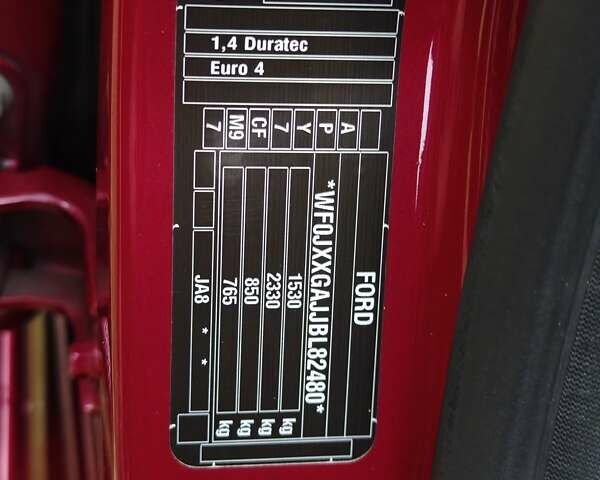 1,4 Duratec
Euro 4
FORD
*WF0JXXGAJJBL82480*
1530 kg
2330 kg
850 kg
765 kg
JA8 * *
A
P
Y
7
CF
M9
7